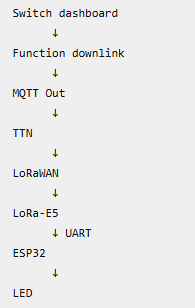 Switch dashboard
↓
Function downlink
↓
MQTT Out
↓
TTN
↓
LoRaWAN
↓
LoRa-E5
↓ UART
ESP32
↓
LED